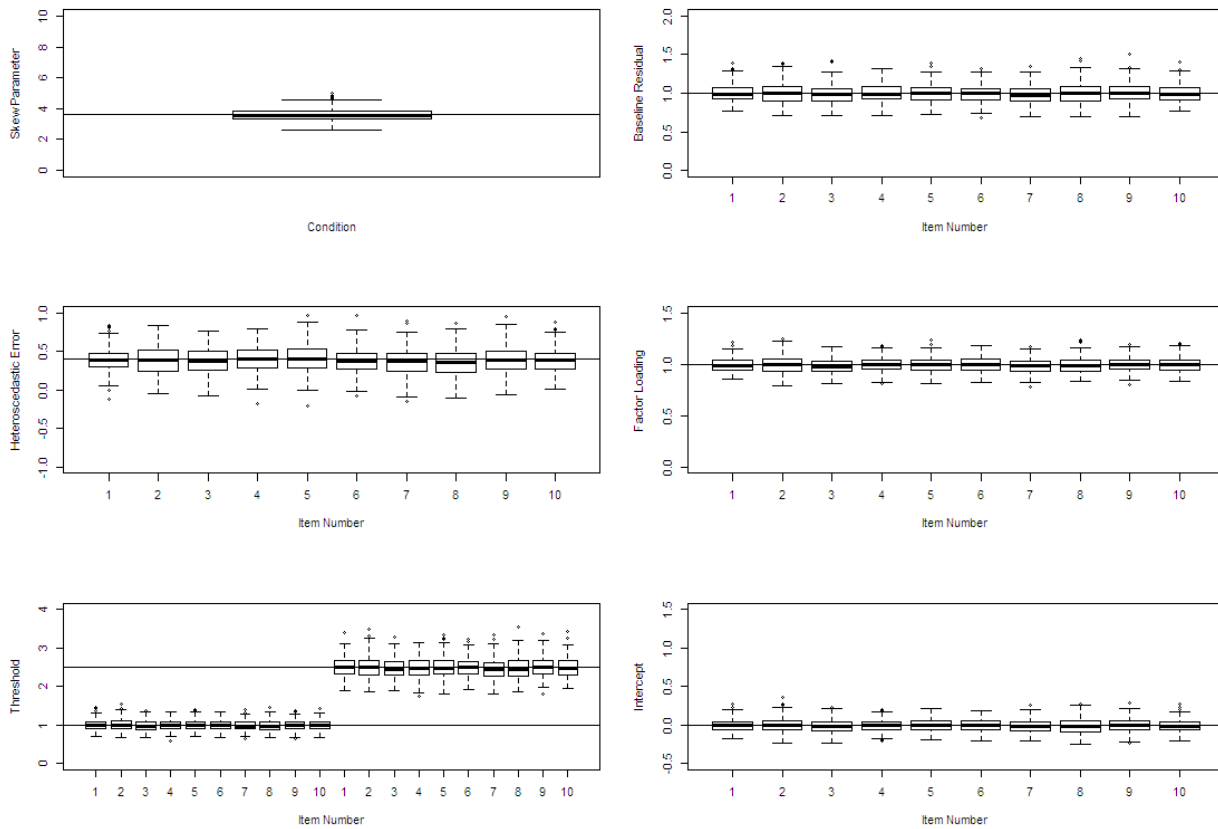 Skew Parameter
10
8
6
4
2
0
Condition
Baseline Residual
2.0
1.5
1.0
0.5
0.0
1 2 3 4 5 6 7 8 9 10
Item Number
Heteroscedastic Error
1.0
0.5
0.0
-0.5
-1.0
1 2 3 4 5 6 7 8 9 10
Item Number
Factor Loading
1.5
1.0
0.5
0.0
1 2 3 4 5 6 7 8 9 10
Item Number
Threshold
4
3
2
1
0
1 2 3 4 5 6 7 8 9 10 1 2 3 4 5 6 7 8 9 10
Item Number
Intercept
1.5
1.0
0.5
0.0
-0.5
1 2 3 4 5 6 7 8 9 10
Item Number